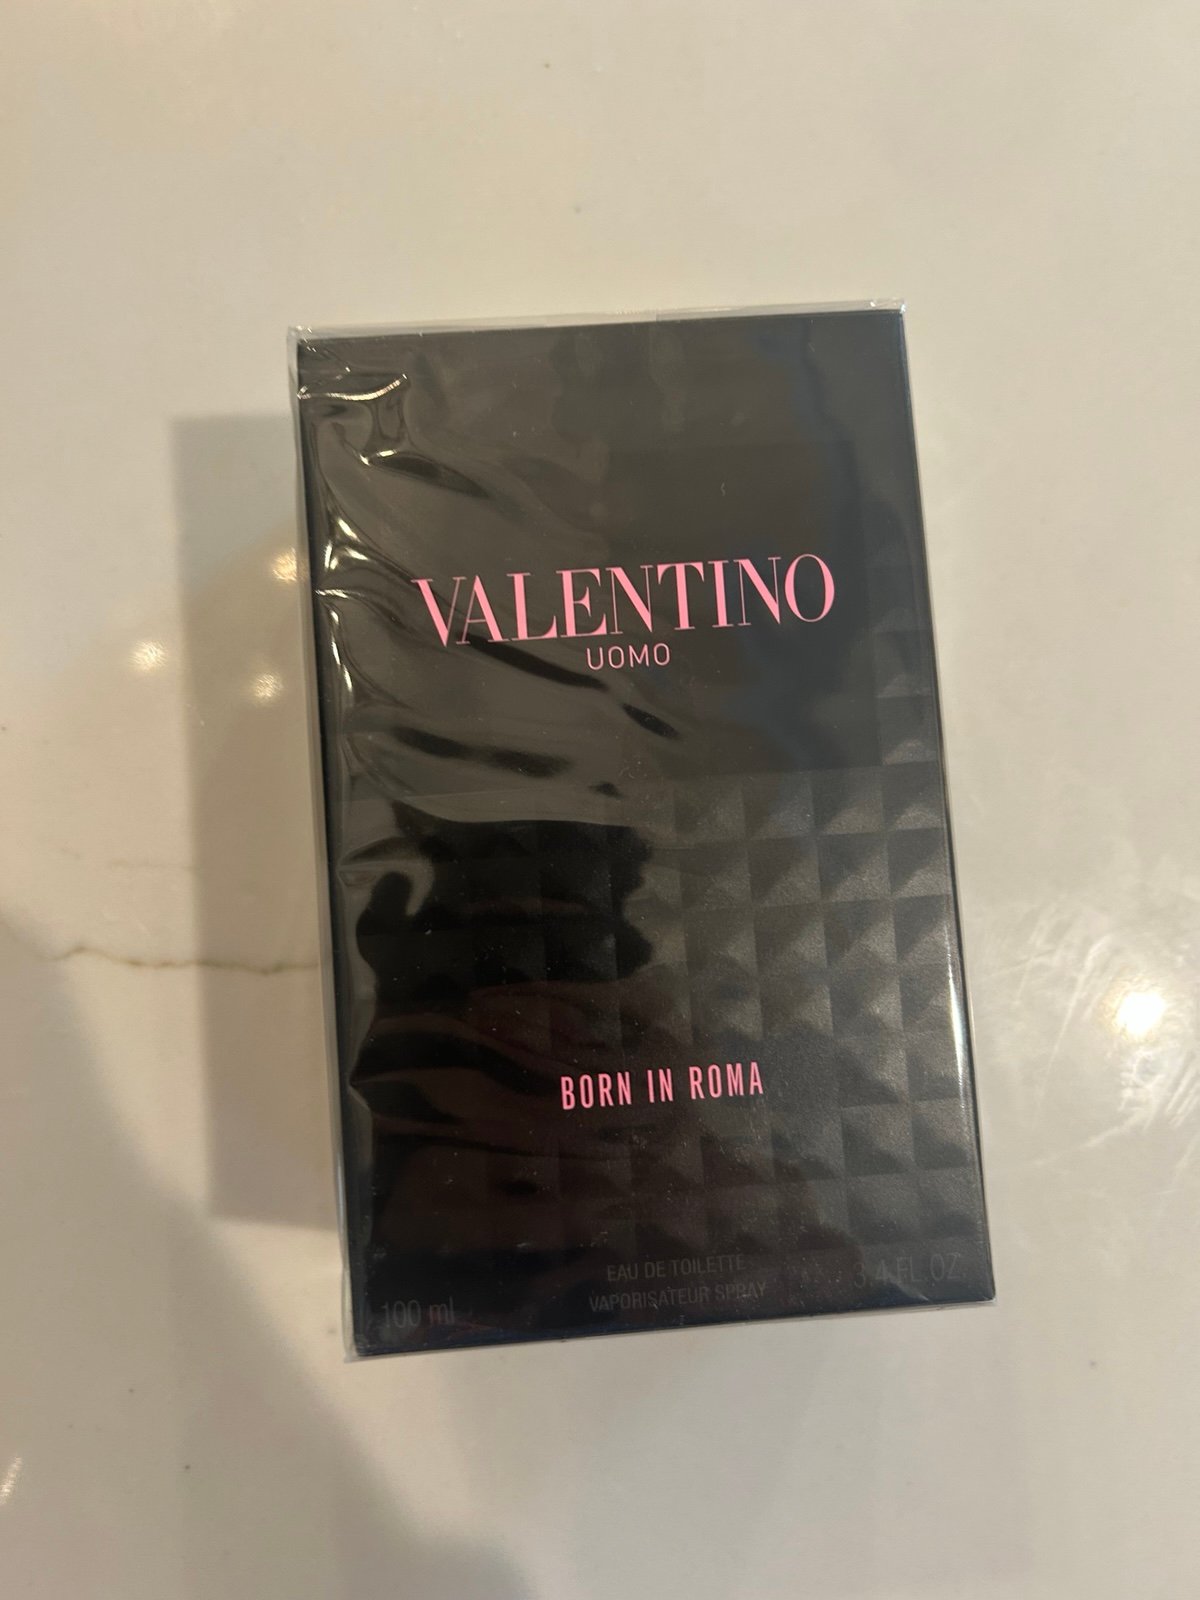 VALENTINO
UOMO
BORN IN ROMA
EAU DE TOILETTE
VAPORISATEUR SPRAY
100 ml
3.4 FL OZ